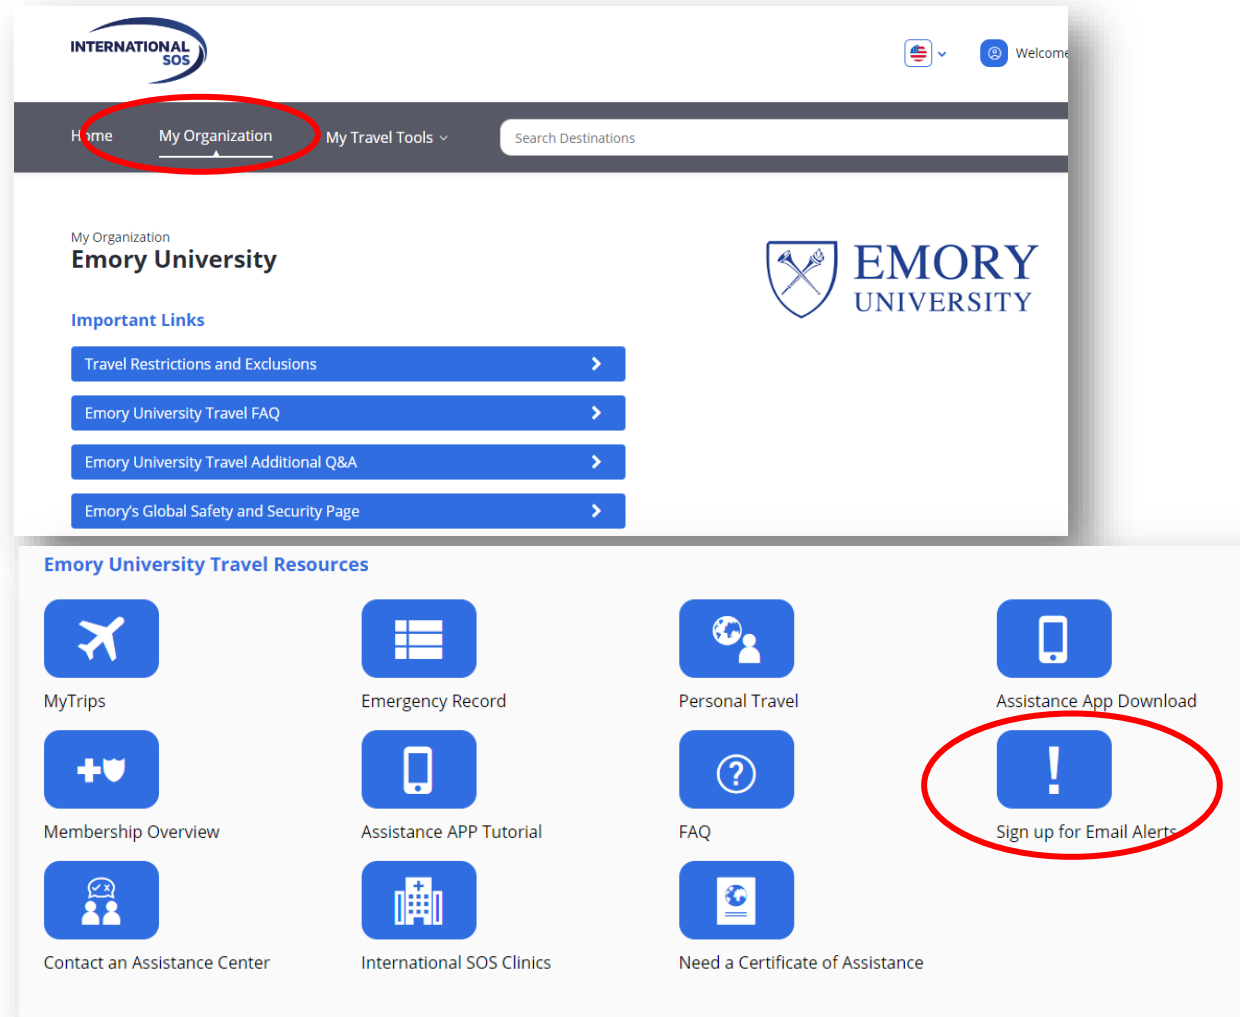 INTERNATIONAL
SOS
Welcome
Home
My Organization
My Travel Tools
Search Destinations
My Organization
Emory University
EMORY
UNIVERSITY
Important Links
Travel Restrictions and Exclusions
Emory University Travel FAQ
Emory University Travel Additional Q&A
Emory's Global Safety and Security Page
Emory University Travel Resources
MyTrips
Emergency Record
Personal Travel
Assistance App Download
Membership Overview
Assistance APP Tutorial
FAQ
Sign up for Email Alerts
Contact an Assistance Center
International SOS Clinics
Need a Certificate of Assistance